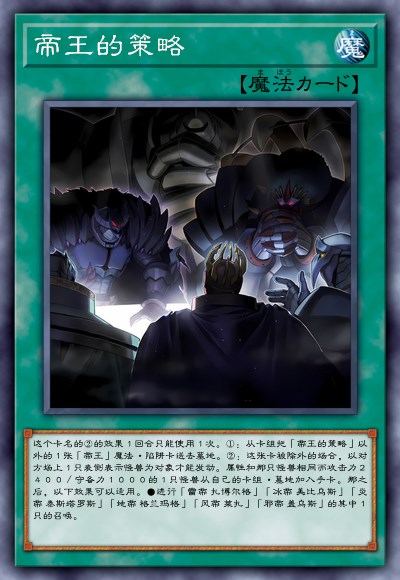 帝王的策略
魔
【魔法カード】
まほう
这个卡名的②的效果1回合只能使用1次。①：从卡组把「帝王的策略」以
外的1张「帝王」魔法·陷阱卡送去墓地。②：这张卡被除外的场合，以对
方场上1只表侧表示怪兽为对象才能发动。属性和那只怪兽相同而攻击力2
400／守备力1000的1只怪兽从自己的卡组·墓地加入手卡。那之
后，以下效果可以适用。●进行「雷帝 扎博尔格」「冰帝 美比乌斯」「炎
帝 泰斯塔罗斯」「地帝 格兰玛格」「风帝 莱扎」「邪帝 盖乌斯」的其中1
只的召唤。